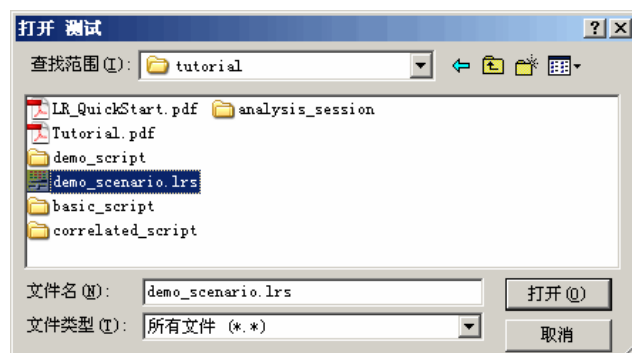 打开 测试
查找范围(I): tutorial
LR_QuickStart.pdf analysis_session
Tutorial.pdf
demo_script
demo_scenario.lrs
basic_script
correlated_script
文件名(N): demo_scenario.lrs 打开(O)
文件类型(T): 所有文件 (*.*) 取消